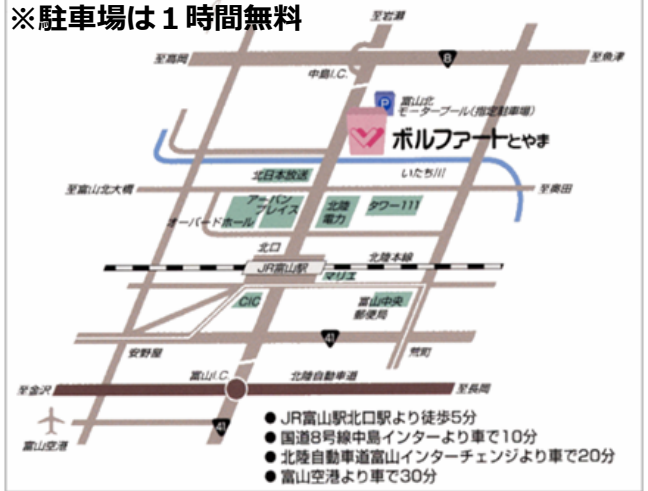 ※駐車場は１時間無料
至岩瀬
至高岡
8
至魚津
中島I.C.
P
富山北
モータープール(指定駐車場)
ボルファートとやま
北日本放送
いたち川
至富山北大橋
至奥田
アーバン
プレイス
北陸
電力
タワー111
オーバードホール
北口
北陸本線
JR富山駅
マリエ
CIC
富山中央
郵便局
41
安野屋
荒町
富山I.C.
北陸自動車道
至金沢
至長岡
41
富山空港
● JR富山駅北口駅より徒歩5分
● 国道8号線中島インターより車で10分
● 北陸自動車道富山インターチェンジより車で20分
● 富山空港より車で30分